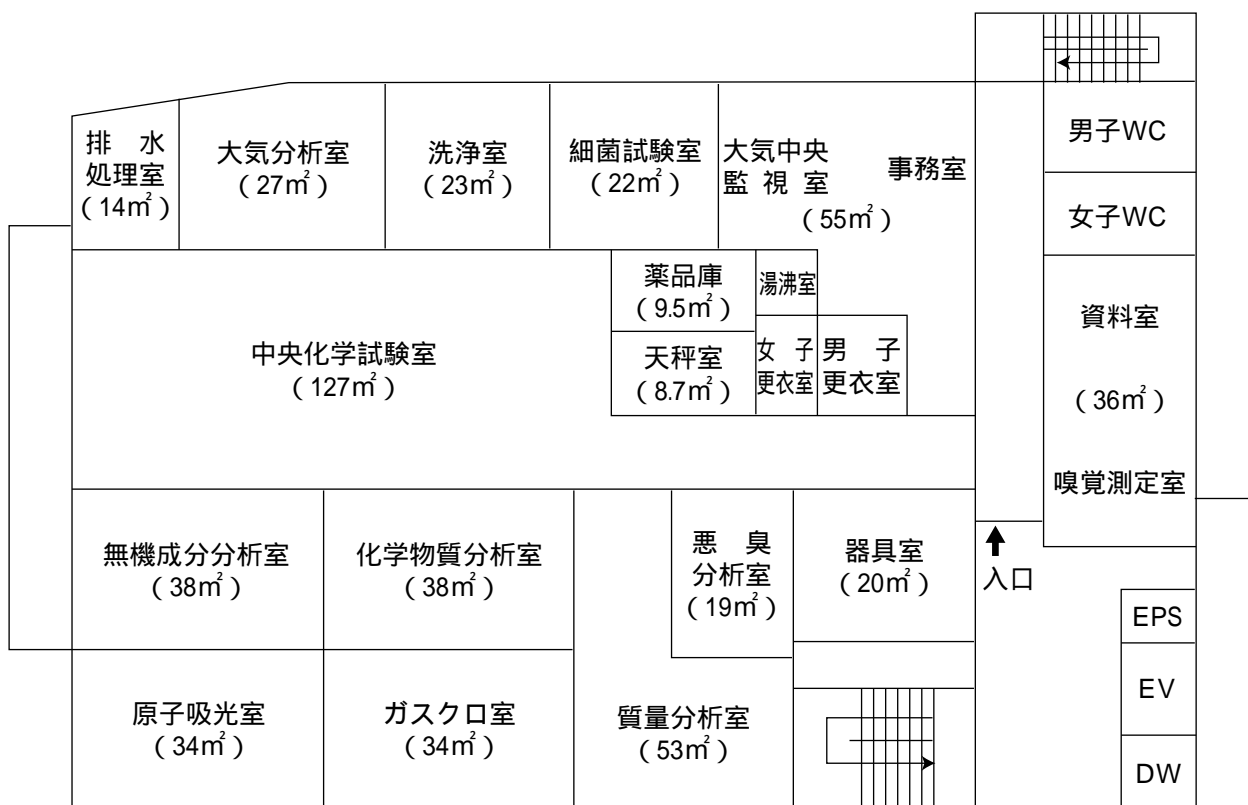 排 水
処理室
（14㎡）
大気分析室
（27㎡）
洗浄室
（23㎡）
細菌試験室
（22㎡）
大気中央
監 視 室
事務室
（55㎡）
男子WC
女子WC
薬品庫
（9.5㎡）
湯沸室
資料室
（36㎡）
嗅覚測定室
中央化学試験室
（127㎡）
天秤室
（8.7㎡）
女 子
更衣室
男 子
更衣室
無機成分分析室
（38㎡）
化学物質分析室
（38㎡）
悪 臭
分析室
（19㎡）
器具室
（20㎡）
入口
EPS
EV
DW
原子吸光室
（34㎡）
ガスクロ室
（34㎡）
質量分析室
（53㎡）